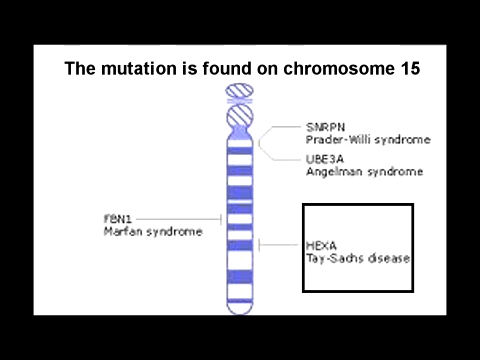 The mutation is found on chromosome 15
SNRPN
Prader-Willi syndrome
UBE3A
Angelman syndrome
FBN1
Marfan syndrome
HEXA
Tay-Sachs disease